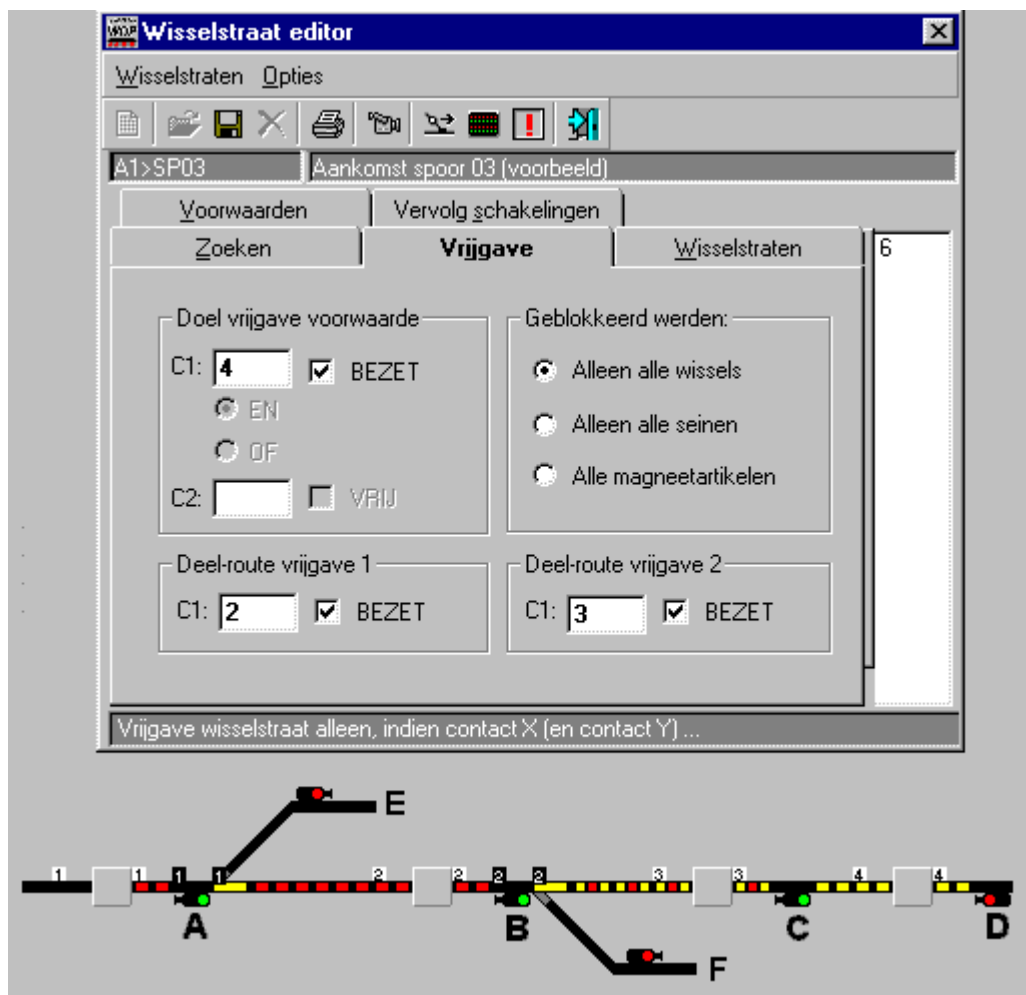 Wisselstraat editor
Wisselstraten Opties
A1>SP03 Aankomst spoor 03 (voorbeeld)
Voorwaarden Vervolg schakelingen
Zoeken Vrijgave Wisselstraten
6
Doel vrijgave voorwaarde
C1: 4 BEZET
EN
OF
C2: VRIJ
Geblokkeerd werden:
Alleen alle wissels
Alleen alle seinen
Alle magneetartikelen
Deel-route vrijgave 1
C1: 2 BEZET
Deel-route vrijgave 2
C1: 3 BEZET
Vrijgave wisselstraat alleen, indien contact X (en contact Y) ...
E
1 1 1 1 2 2 2 2 3 3 4 4
A B C D
F